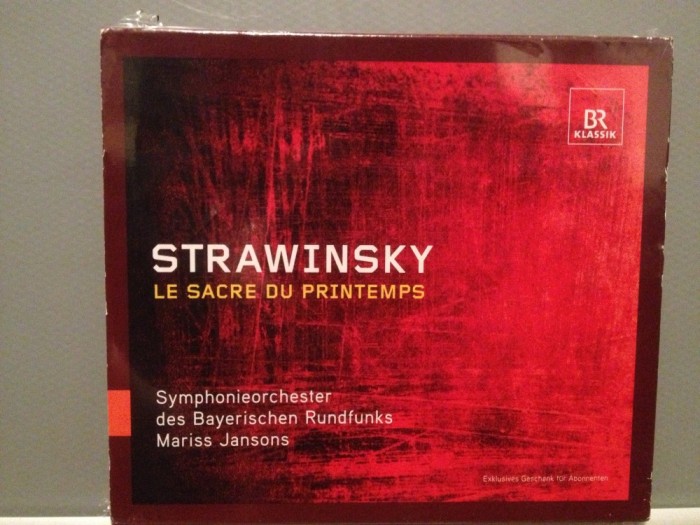 BR
KLASSIK
STRAWINSKY
LE SACRE DU PRINTEMPS
Symphonieorchester
des Bayerischen Rundfunks
Mariss Jansons
Exklusives Geschenk für Abonnenten